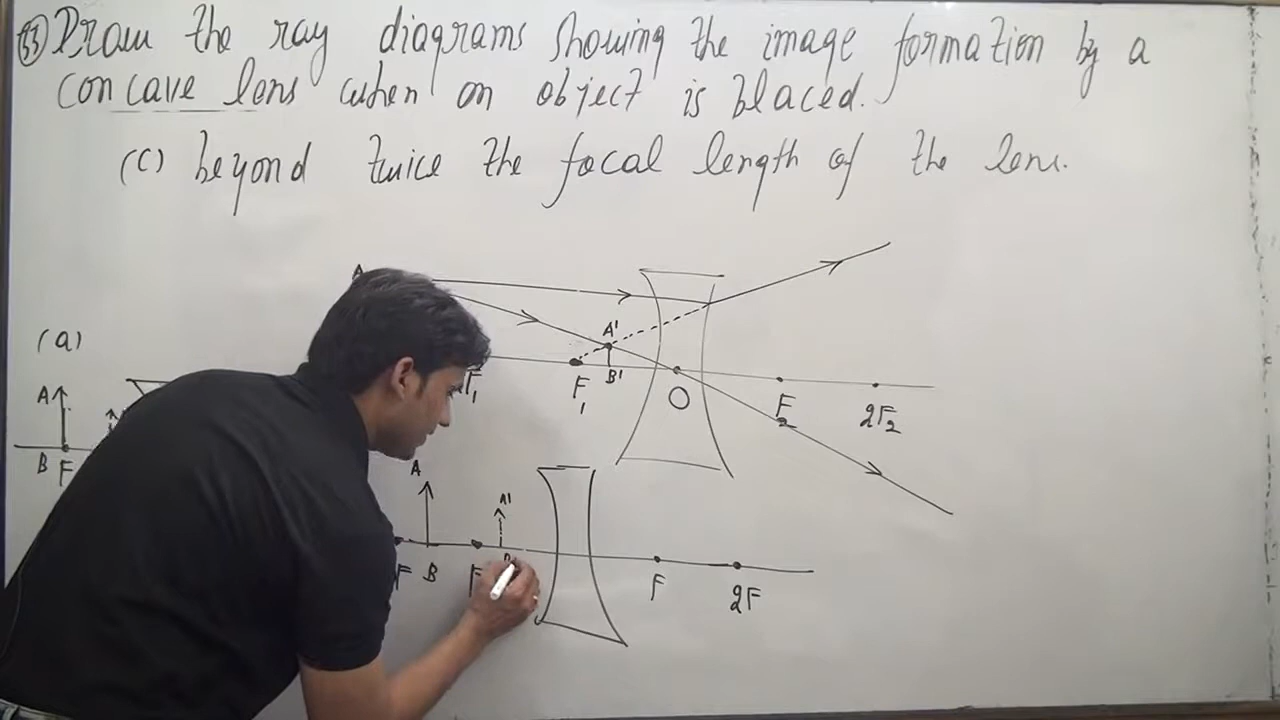 33 Draw the ray diagrams showing the image formation by a
concave lens when an object is placed.
(C) beyond twice the focal length of the lens.
A
(a)
A' 
B'
F1
F1
O
F2
2F2
A
B F
A
A'
F B
F
F
2F